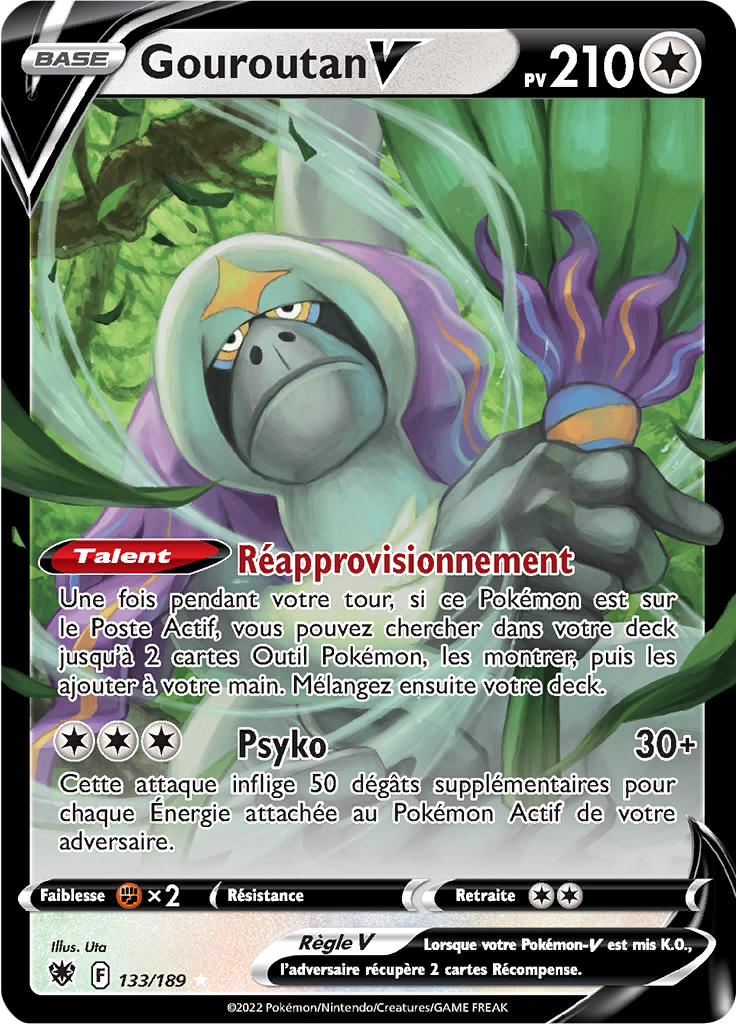 BASE Gouroutan V PV 210
Talent Réapprovisionnement
Une fois pendant votre tour, si ce Pokémon est sur
le Poste Actif, vous pouvez chercher dans votre deck
jusqu'à 2 cartes Outil Pokémon, les montrer, puis les
ajouter à votre main. Mélangez ensuite votre deck.
Psyko 30+
Cette attaque inflige 50 dégâts supplémentaires pour
chaque Énergie attachée au Pokémon Actif de votre
adversaire.
Faiblesse ×2 Résistance Retraite
Illus. Uta
Règle V Lorsque votre Pokémon-V est mis K.O.,
l'adversaire récupère 2 cartes Récompense.
F 133/189
©2022 Pokémon/Nintendo/Creatures/GAME FREAK